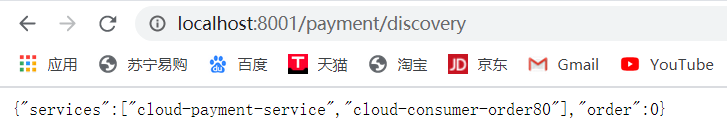 localhost:8001/payment/discovery
应用 苏宁易购 百度 T 天猫 淘宝 JD 京东 Gmail YouTube
{"services":["cloud-payment-service","cloud-consumer-order80"],"order":0}